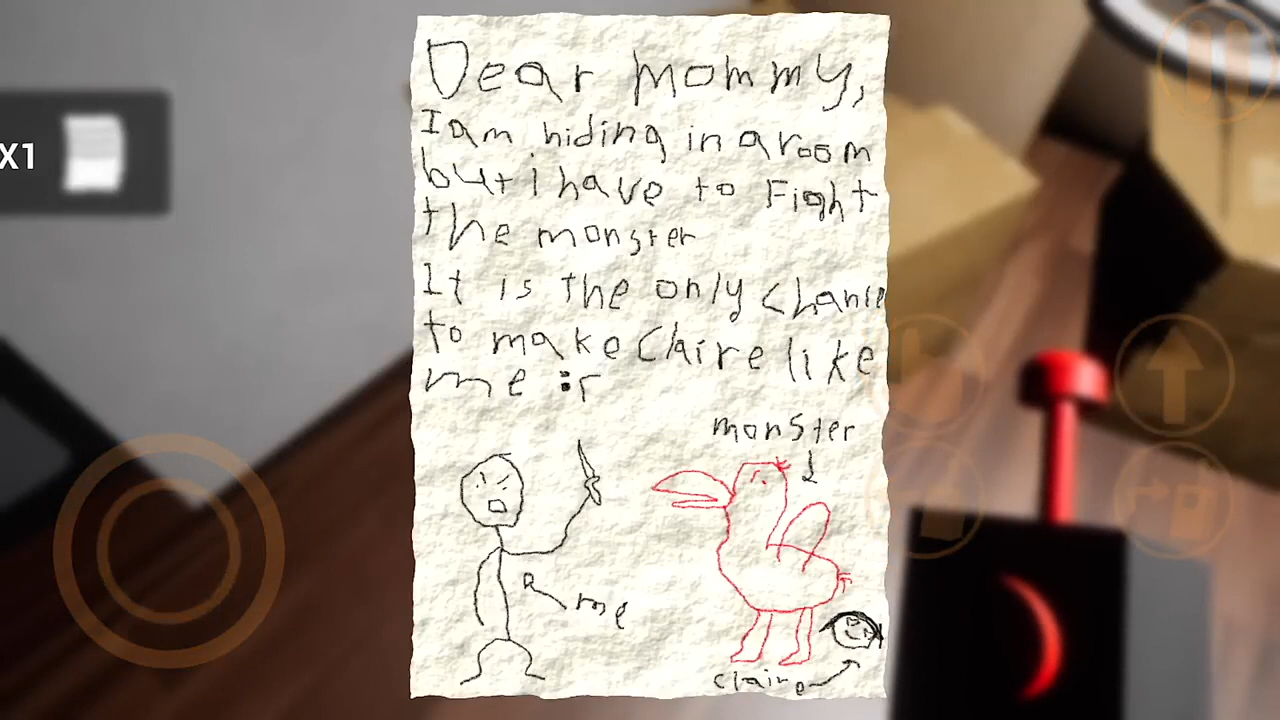 Dear Mommy,
I am hiding in a room
but i have to Fight
the monster
It is the only chance
to make Claire like
me :r
monster
me
Claire
X1